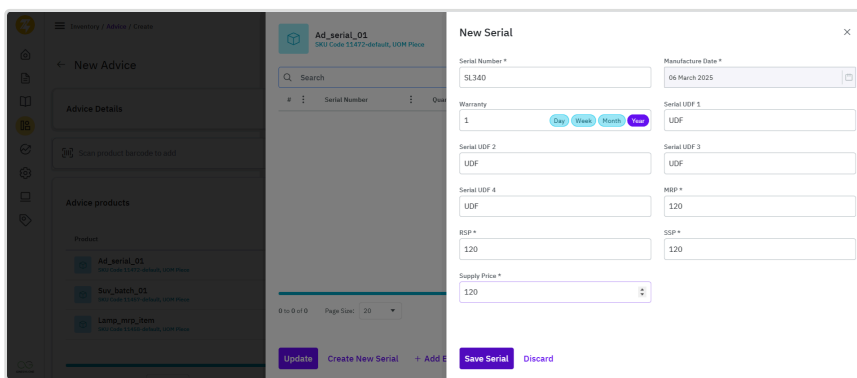 Inventory / Advice / Create
← New Advice
Advice Details
Scan product barcode to add
Advice products
Product
Ad_serial_01
SKU Code 11472-default, UOM Piece
Suv_batch_01
Lamp_mrp_item
Ad_serial_01
SKU Code 11472-default, UOM Piece
Search
# Serial Number Quan
0 to 0 of 0 Page Size: 20
Update Create New Serial + Add E
New Serial
Serial Number * Manufacture Date *
SL340 06 March 2025
Warranty Serial UDF 1
1 Day Week Month Year UDF
Serial UDF 2 Serial UDF 3
UDF UDF
Serial UDF 4 MRP *
UDF 120
RSP * SSP *
120 120
Supply Price *
120
Save Serial Discard